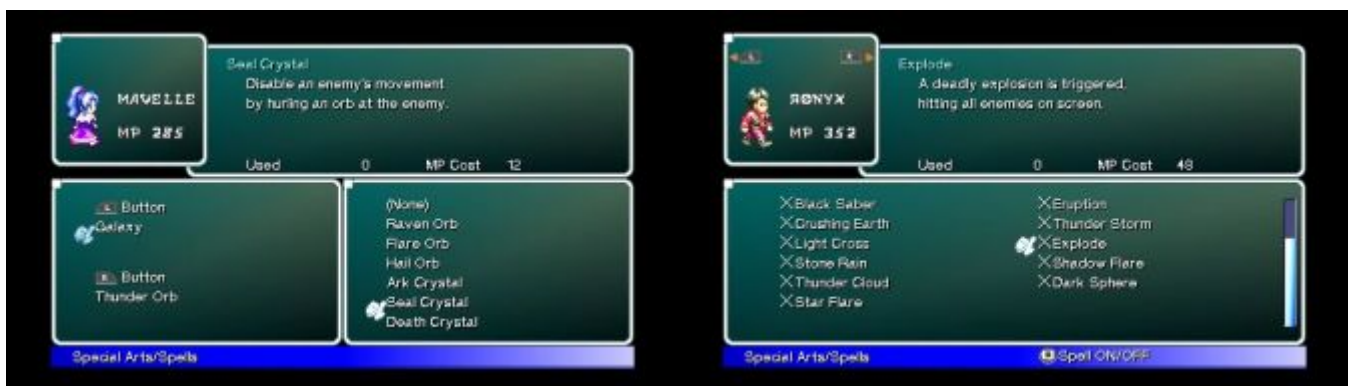 MAVELLE
MP 285
Seal Crystal
Disable an enemy's movement
by hurling an orb at the enemy.
Used 0 MP Cost 12
L Button
Galaxy
R Button
Thunder Orb
(None)
Raven Orb
Flare Orb
Hail Orb
Ark Crystal
Seal Crystal
Death Crystal
Special Arts/Spells
L R
RONYX
MP 352
Explode
A deadly explosion is triggered,
hitting all enemies on screen.
Used 0 MP Cost 48
Black Saber
Crushing Earth
Light Cross
Stone Rain
Thunder Cloud
Star Flare
Eruption
Thunder Storm
Explode
Shadow Flare
Dark Sphere
Special Arts/Spells
Spell ON/OFF